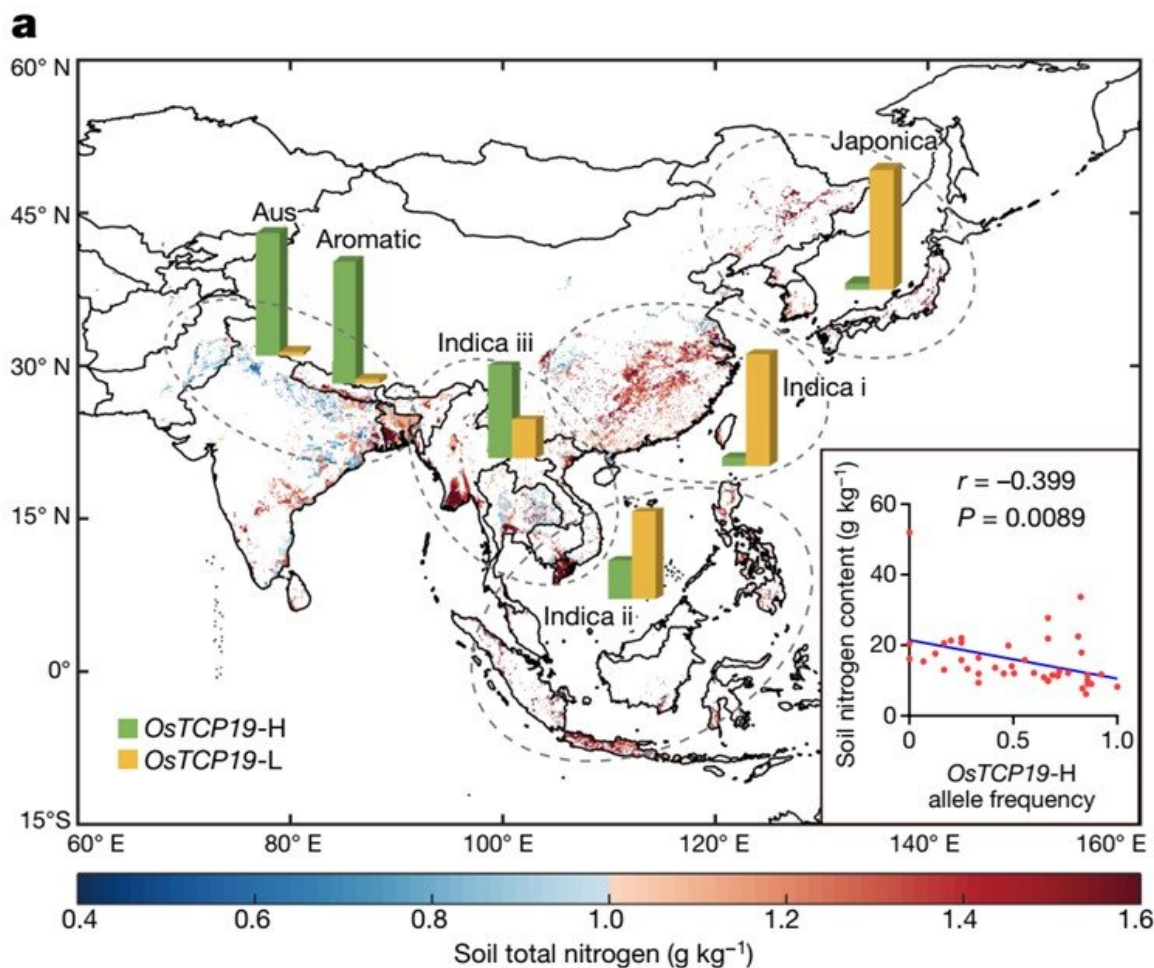 a
60° N
45° N
30° N
15° N
0°
15°S
60° E
80° E
100° E
120° E
140° E
160° E
Japonica
Aus
Aromatic
Indica iii
Indica i
Indica ii
OsTCP19-H
OsTCP19-L
r = –0.399
P = 0.0089
Soil nitrogen content (g kg⁻¹)
60
40
20
0
0
0.5
1.0
OsTCP19-H
allele frequency
0.4
0.6
0.8
1.0
1.2
1.4
1.6
Soil total nitrogen (g kg⁻¹)